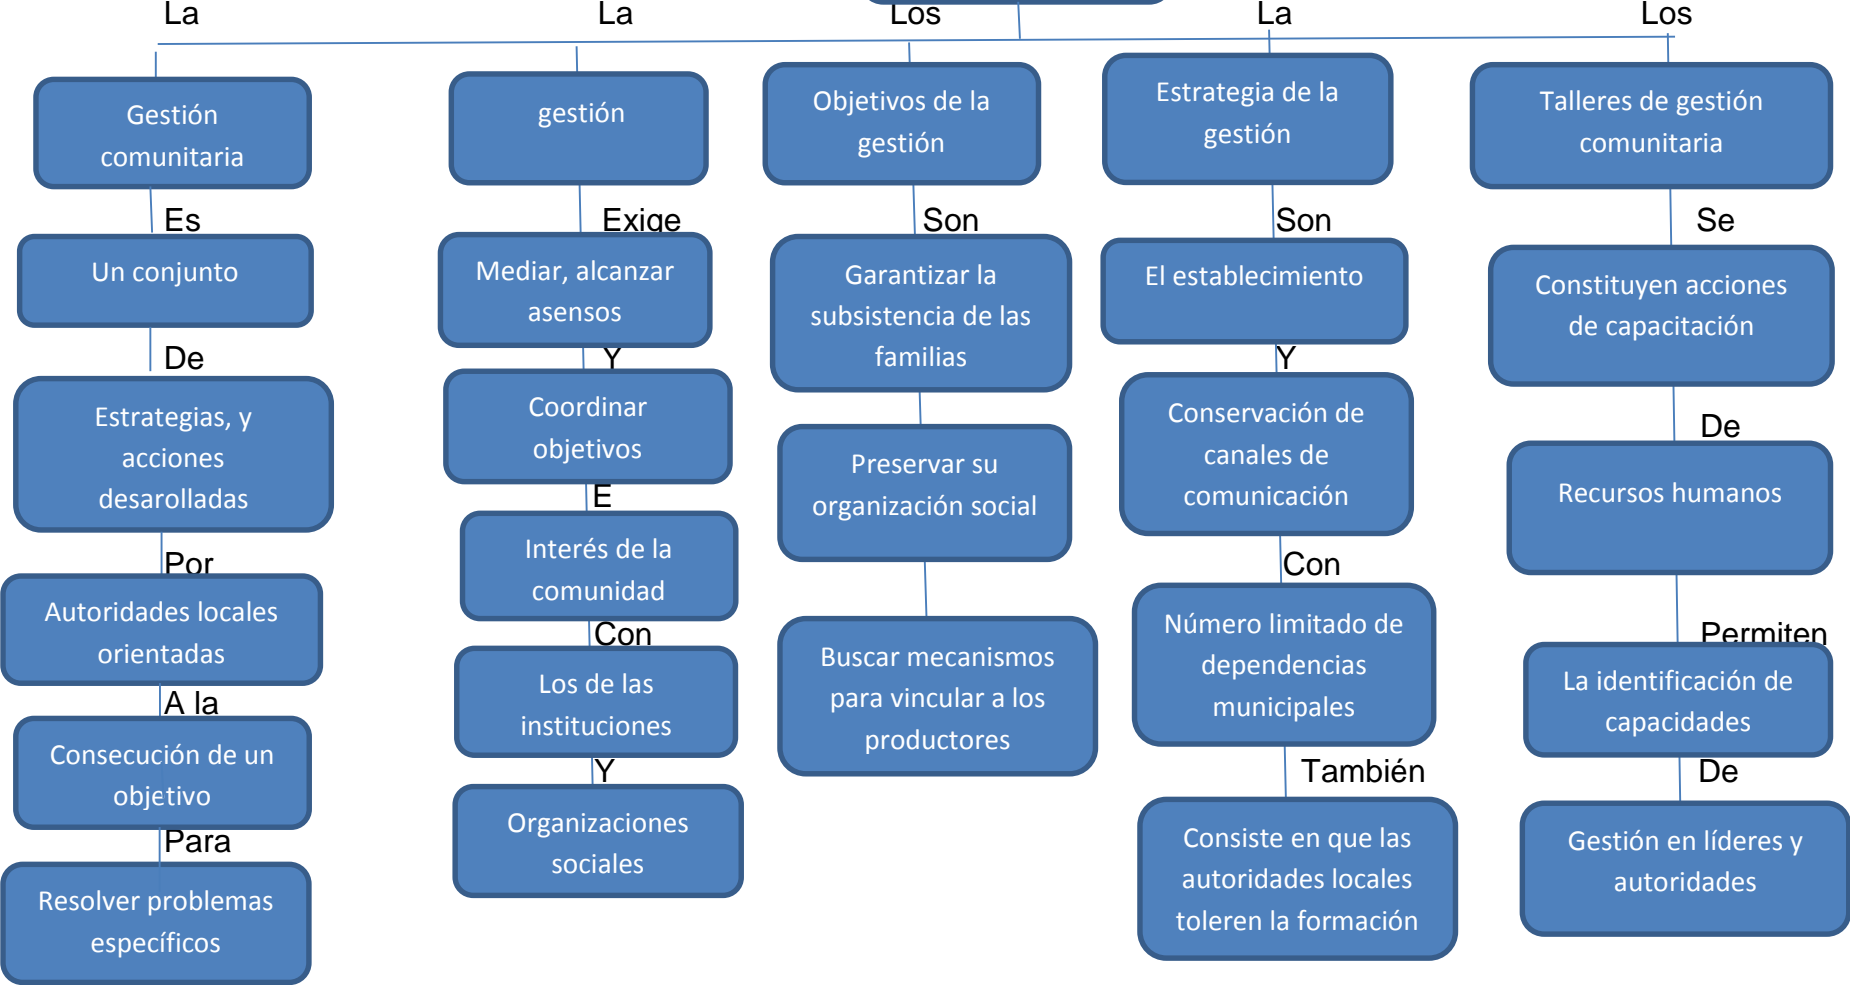 La
La
Los
La
Los
Gestión
comunitaria
Es
Un conjunto
De
Estrategias, y
acciones
desarolladas
Por
Autoridades locales
orientadas
A la
Consecución de un
objetivo
Para
Resolver problemas
específicos
gestión
Exige
Mediar, alcanzar
asensos
Y
Coordinar
objetivos
E
Interés de la
comunidad
Con
Los de las
instituciones
Y
Organizaciones
sociales
Objetivos de la
gestión
Son
Garantizar la
subsistencia de las
familias
Preservar su
organización social
Buscar mecanismos
para vincular a los
productores
Estrategia de la
gestión
Son
El establecimiento
Y
Conservación de
canales de
comunicación
Con
Número limitado de
dependencias
municipales
También
Consiste en que las
autoridades locales
toleren la formación
Talleres de gestión
comunitaria
Se
Constituyen acciones
de capacitación
De
Recursos humanos
Permiten
La identificación de
capacidades
De
Gestión en líderes y
autoridades